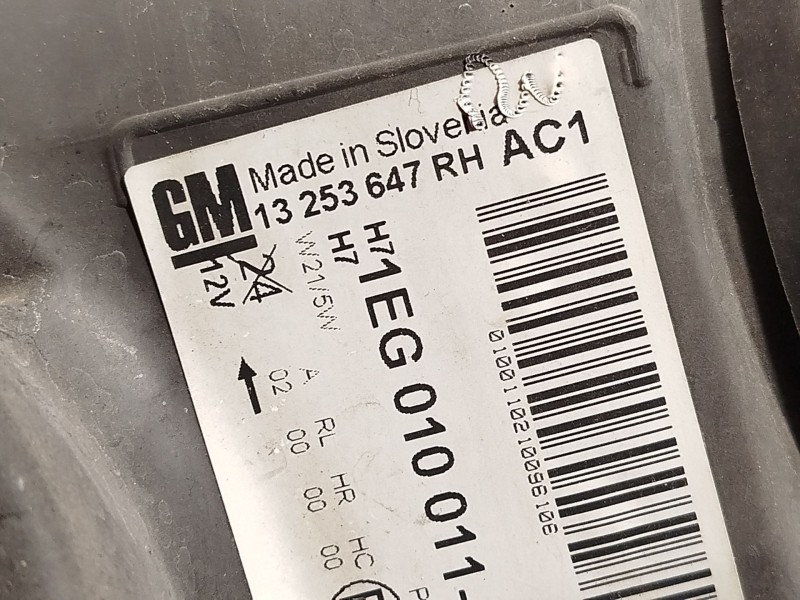 GM
Made in Slovenia
13 253 647 RH AC1
12V
24
W21/5W
H7
H7
1EG 010 011-
A RL HR HC
02 00 00 00